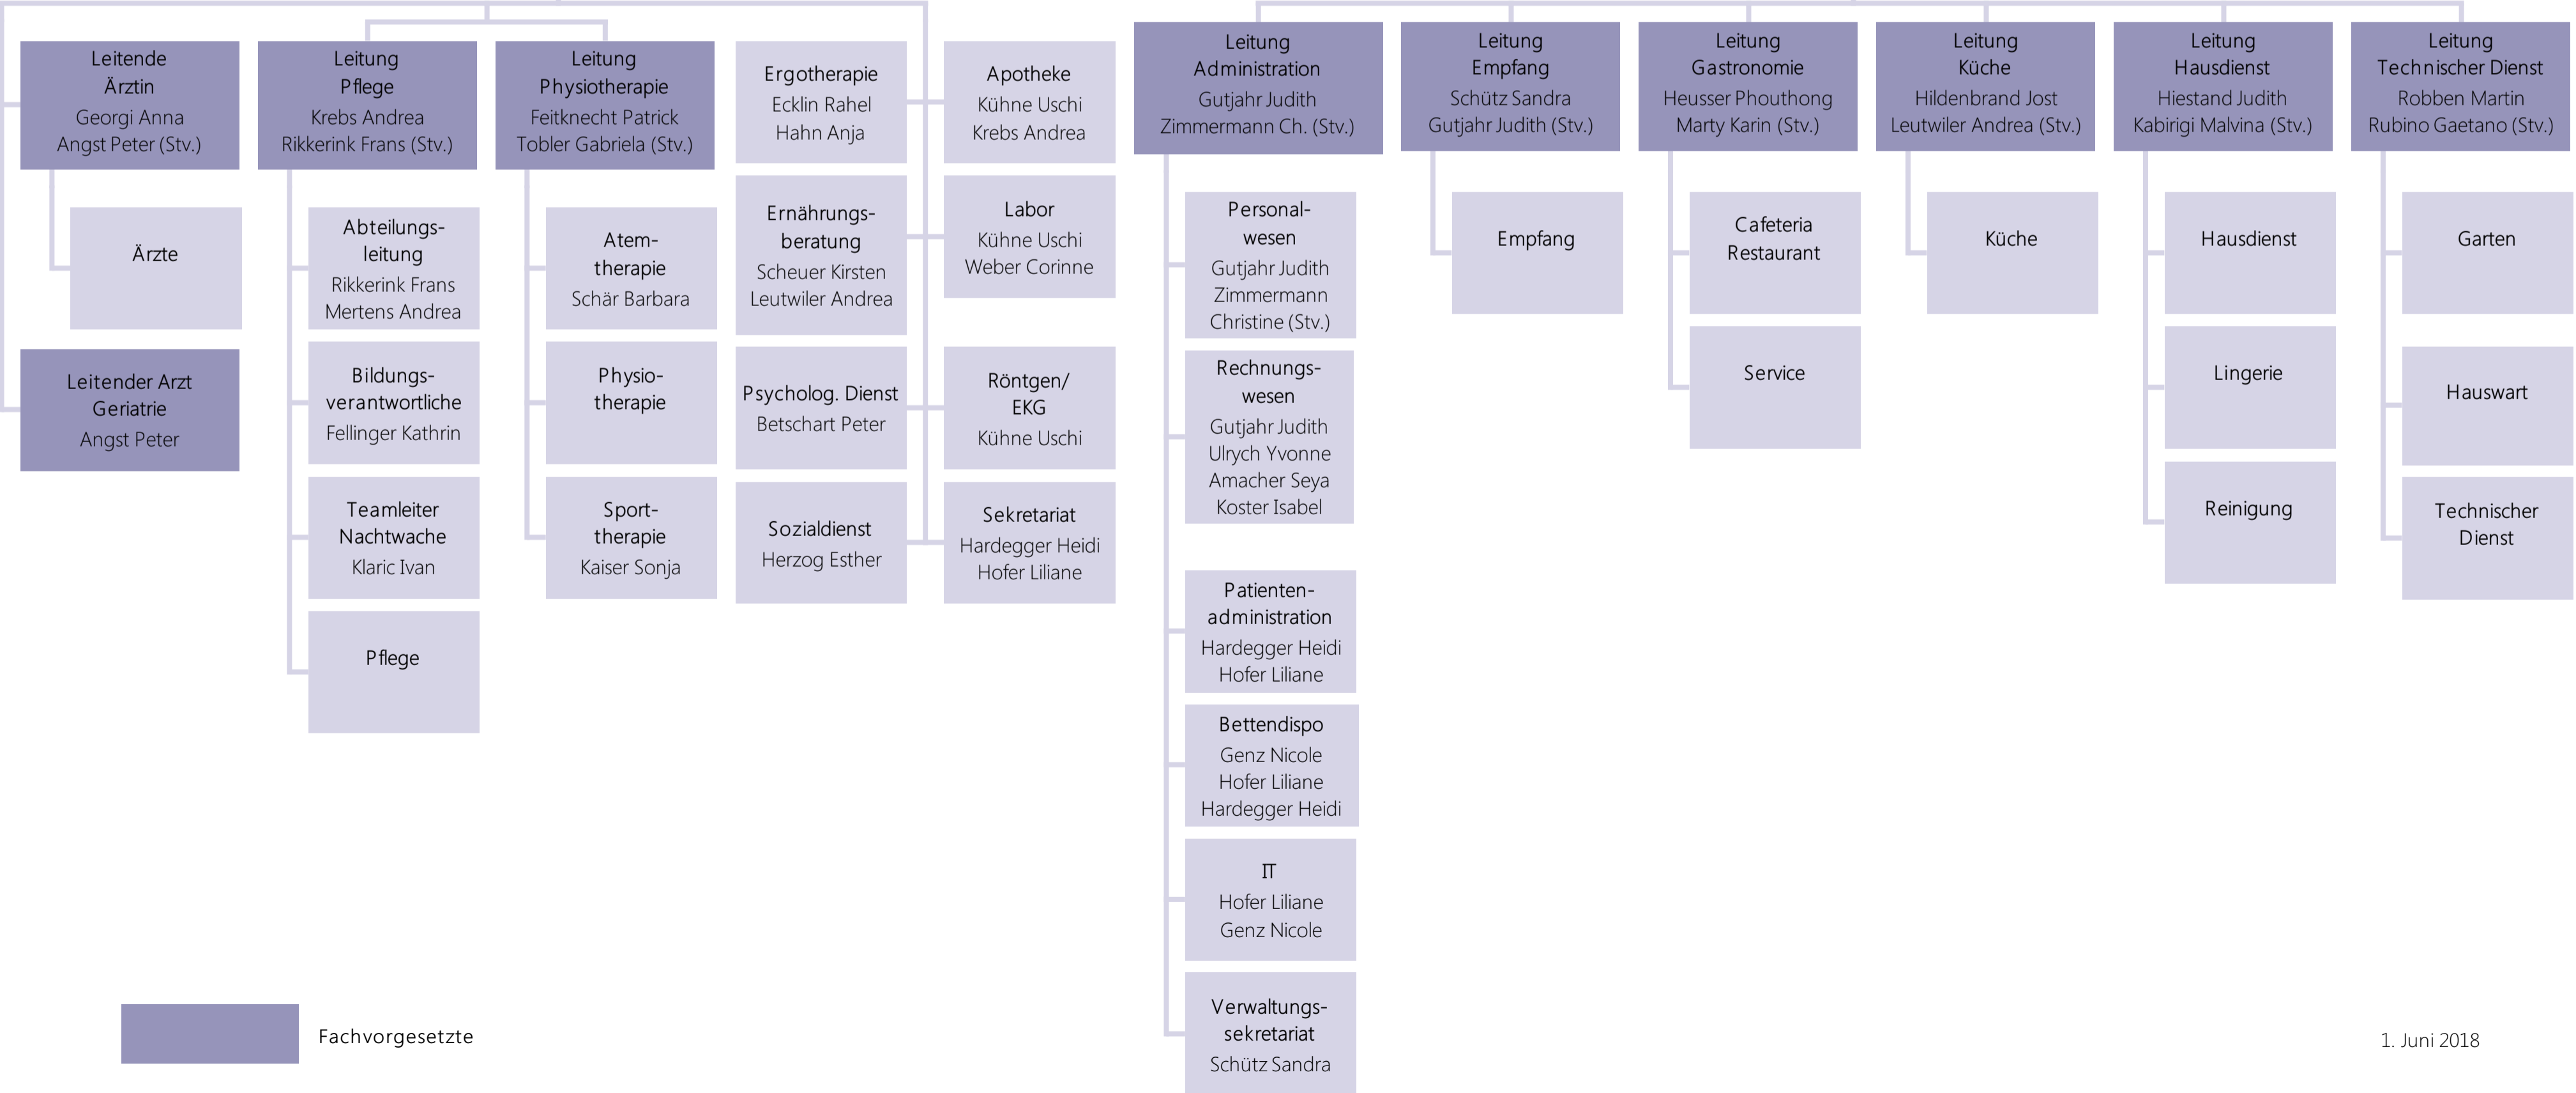 Leitende
Ärztin
Georgi Anna
Angst Peter (Stv.)
Ärzte
Leitender Arzt
Geriatrie
Angst Peter
Leitung
Pflege
Krebs Andrea
Rikkerink Frans (Stv.)
Abteilungs-
leitung
Rikkerink Frans
Mertens Andrea
Bildungs-
verantwortliche
Fellinger Kathrin
Teamleiter
Nachtwache
Klaric Ivan
Pflege
Leitung
Physiotherapie
Feitknecht Patrick
Tobler Gabriela (Stv.)
Atem-
therapie
Schär Barbara
Physio-
therapie
Sport-
therapie
Kaiser Sonja
Ergotherapie
Ecklin Rahel
Hahn Anja
Ernährungs-
beratung
Scheuer Kirsten
Leutwiler Andrea
Psycholog. Dienst
Betschart Peter
Sozialdienst
Herzog Esther
Apotheke
Kühne Uschi
Krebs Andrea
Labor
Kühne Uschi
Weber Corinne
Röntgen/
EKG
Kühne Uschi
Sekretariat
Hardegger Heidi
Hofer Liliane
Leitung
Administration
Gutjahr Judith
Zimmermann Ch. (Stv.)
Personal-
wesen
Gutjahr Judith
Zimmermann
Christine (Stv.)
Rechnungs-
wesen
Gutjahr Judith
Ulrych Yvonne
Amacher Seya
Koster Isabel
Patienten-
administration
Hardegger Heidi
Hofer Liliane
Bettendispo
Genz Nicole
Hofer Liliane
Hardegger Heidi
IT
Hofer Liliane
Genz Nicole
Verwaltungs-
sekretariat
Schütz Sandra
Leitung
Empfang
Schütz Sandra
Gutjahr Judith (Stv.)
Empfang
Leitung
Gastronomie
Heusser Phouthong
Marty Karin (Stv.)
Cafeteria
Restaurant
Service
Leitung
Küche
Hildenbrand Jost
Leutwiler Andrea (Stv.)
Küche
Leitung
Hausdienst
Hiestand Judith
Kabirigi Malvina (Stv.)
Hausdienst
Lingerie
Reinigung
Leitung
Technischer Dienst
Robben Martin
Rubino Gaetano (Stv.)
Garten
Hauswart
Technischer
Dienst
Fachvorgesetzte
1. Juni 2018